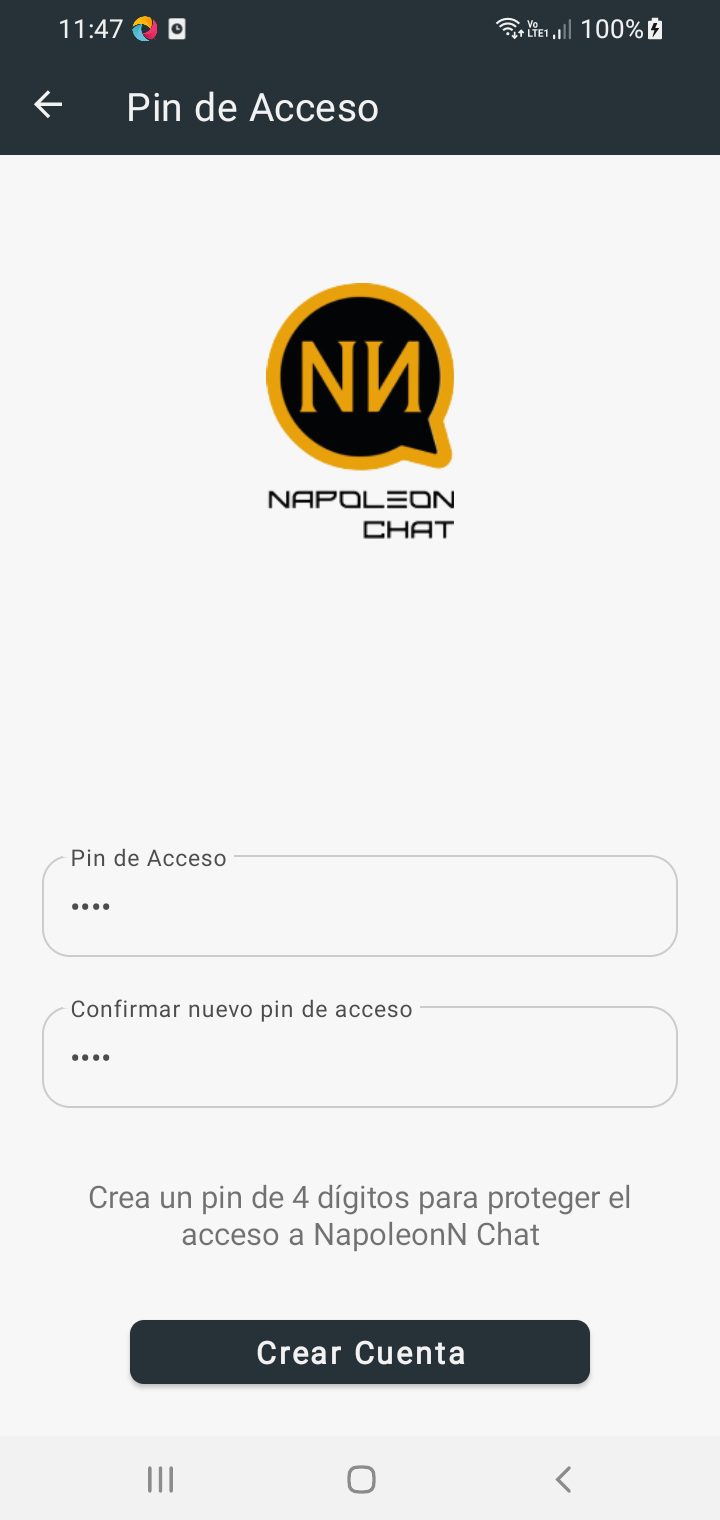 11:47 Vo LTE1 100%
Pin de Acceso
NИ
NAPOLEON
CHAT
Pin de Acceso
••••
Confirmar nuevo pin de acceso
••••
Crea un pin de 4 dígitos para proteger el
acceso a NapoleonN Chat
Crear Cuenta